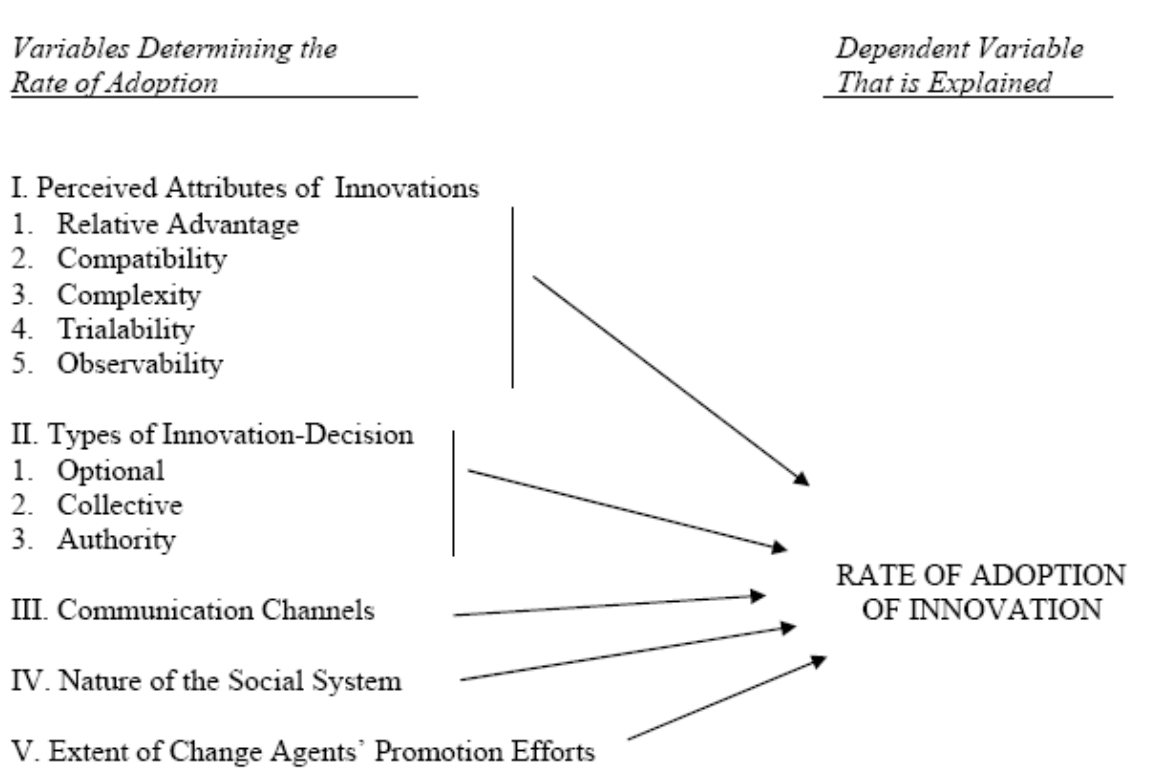 Variables Determining the
Rate of Adoption
Dependent Variable
That is Explained
I. Perceived Attributes of Innovations
1. Relative Advantage
2. Compatibility
3. Complexity
4. Trialability
5. Observability
II. Types of Innovation-Decision
1. Optional
2. Collective
3. Authority
III. Communication Channels
IV. Nature of the Social System
V. Extent of Change Agents' Promotion Efforts
RATE OF ADOPTION
OF INNOVATION